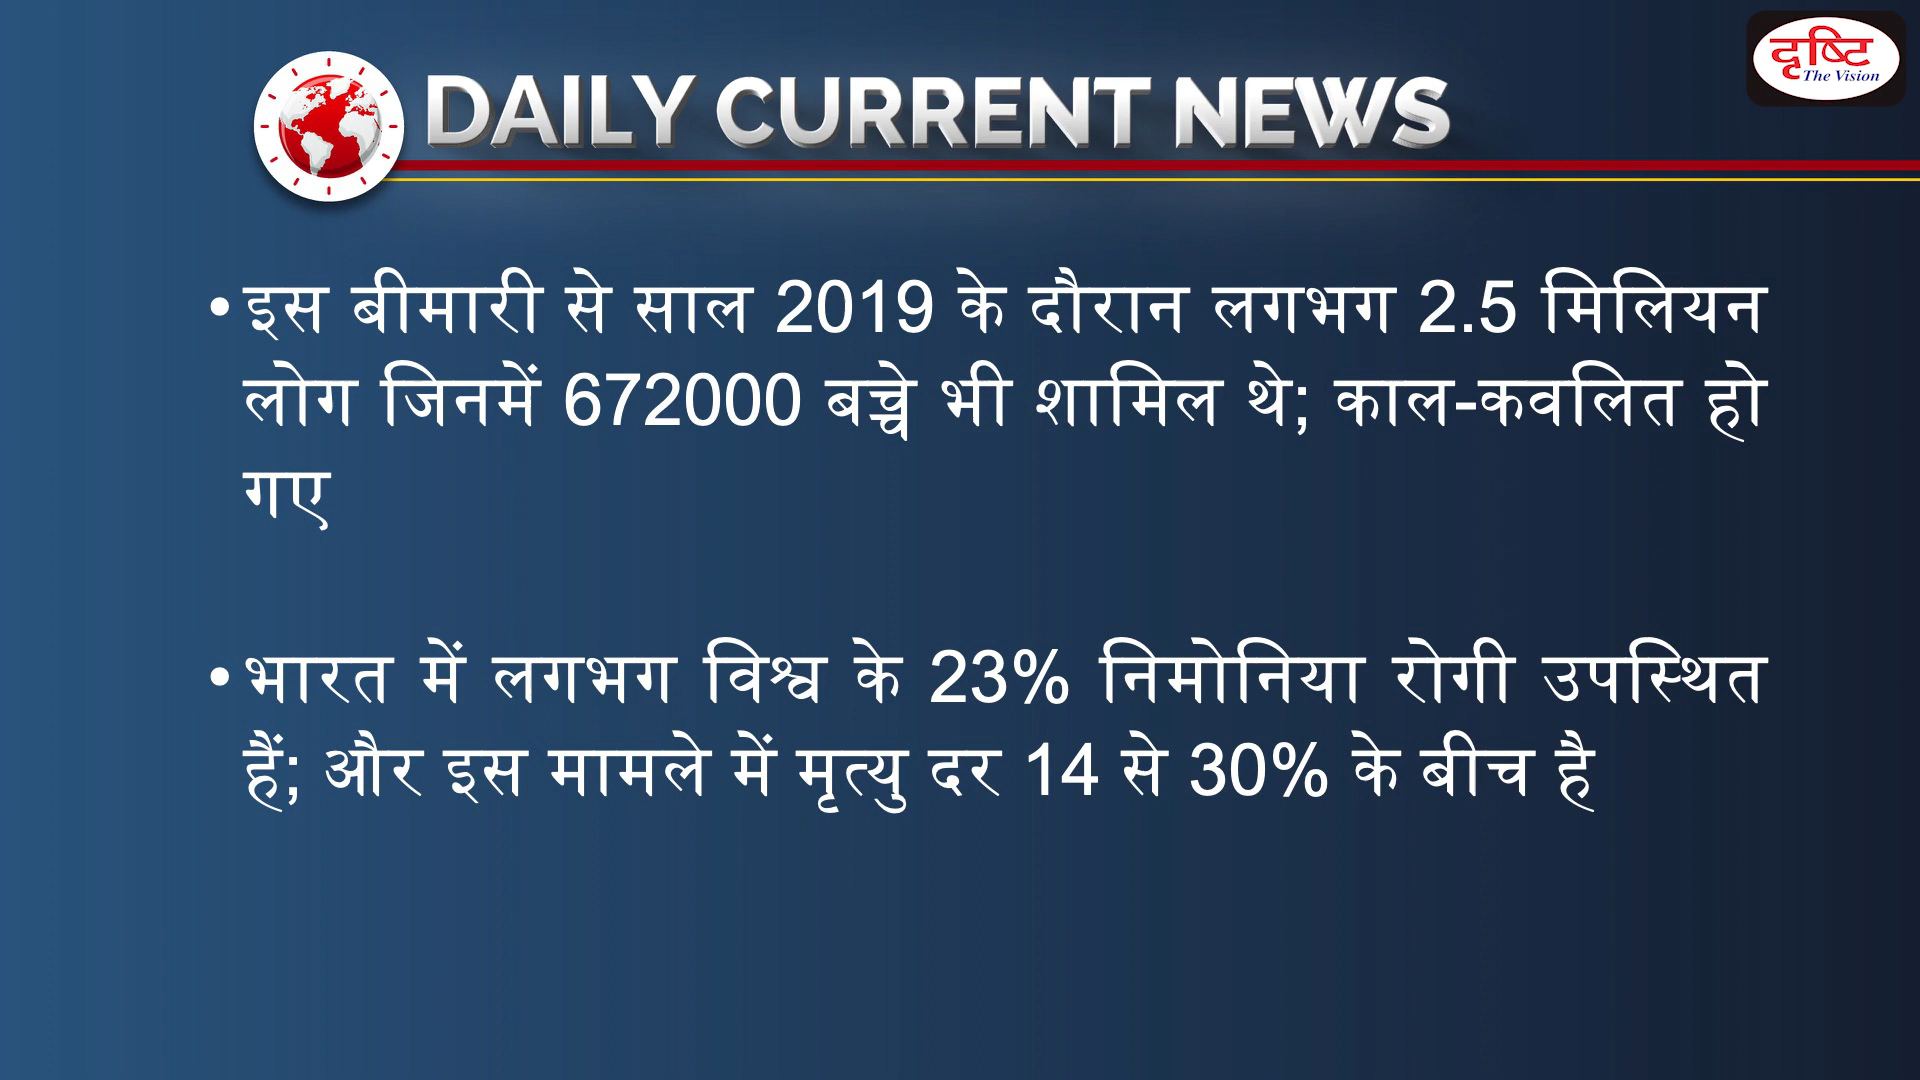 दृष्टि
The Vision
DAILY CURRENT NEWS
• इस बीमारी से साल 2019 के दौरान लगभग 2.5 मिलियन
लोग जिनमें 672000 बच्चे भी शामिल थे; काल-कवलित हो
गए
• भारत में लगभग विश्व के 23% निमोनिया रोगी उपस्थित
हैं; और इस मामले में मृत्यु दर 14 से 30% के बीच है